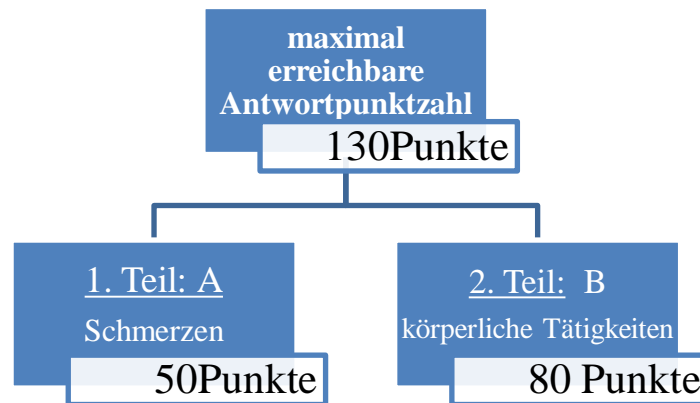 maximal
erreichbare
Antwortpunktzahl
130Punkte
1. Teil: A
Schmerzen
50Punkte
2. Teil: B
körperliche Tätigkeiten
80 Punkte